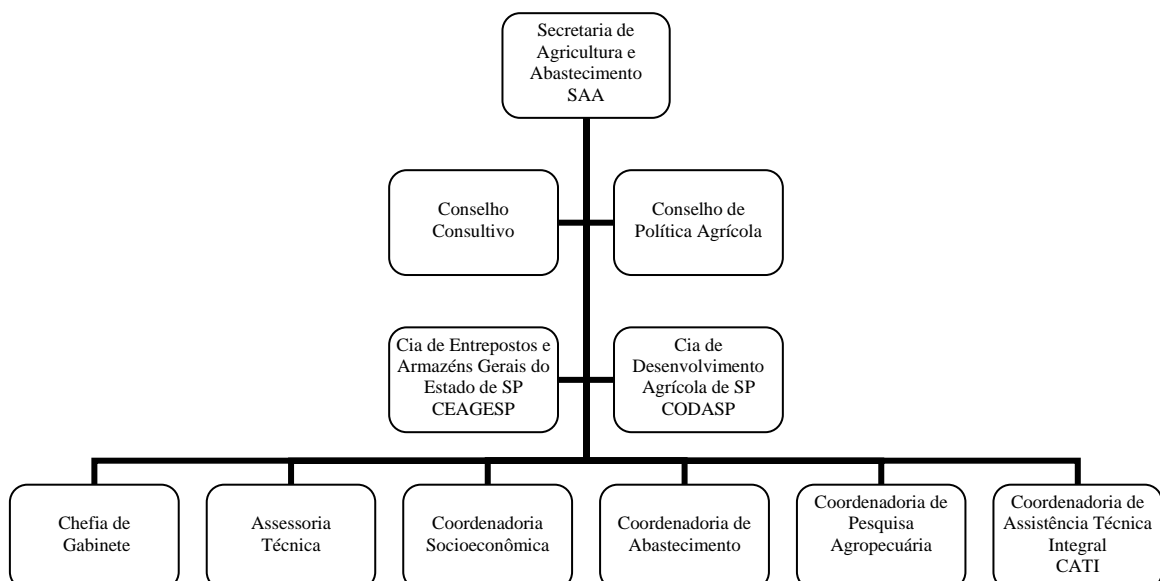 Secretaria de
Agricultura e
Abastecimento
SAA
Conselho
Consultivo
Conselho de
Política Agrícola
Cia de Entrepostos e
Armazéns Gerais do
Estado de SP
CEAGESP
Cia de
Desenvolvimento
Agrícola de SP
CODASP
Chefia de
Gabinete
Assessoria
Técnica
Coordenadoria
Socioeconômica
Coordenadoria de
Abastecimento
Coordenadoria de
Pesquisa
Agropecuária
Coordenadoria de
Assistência Técnica
Integral
CATI